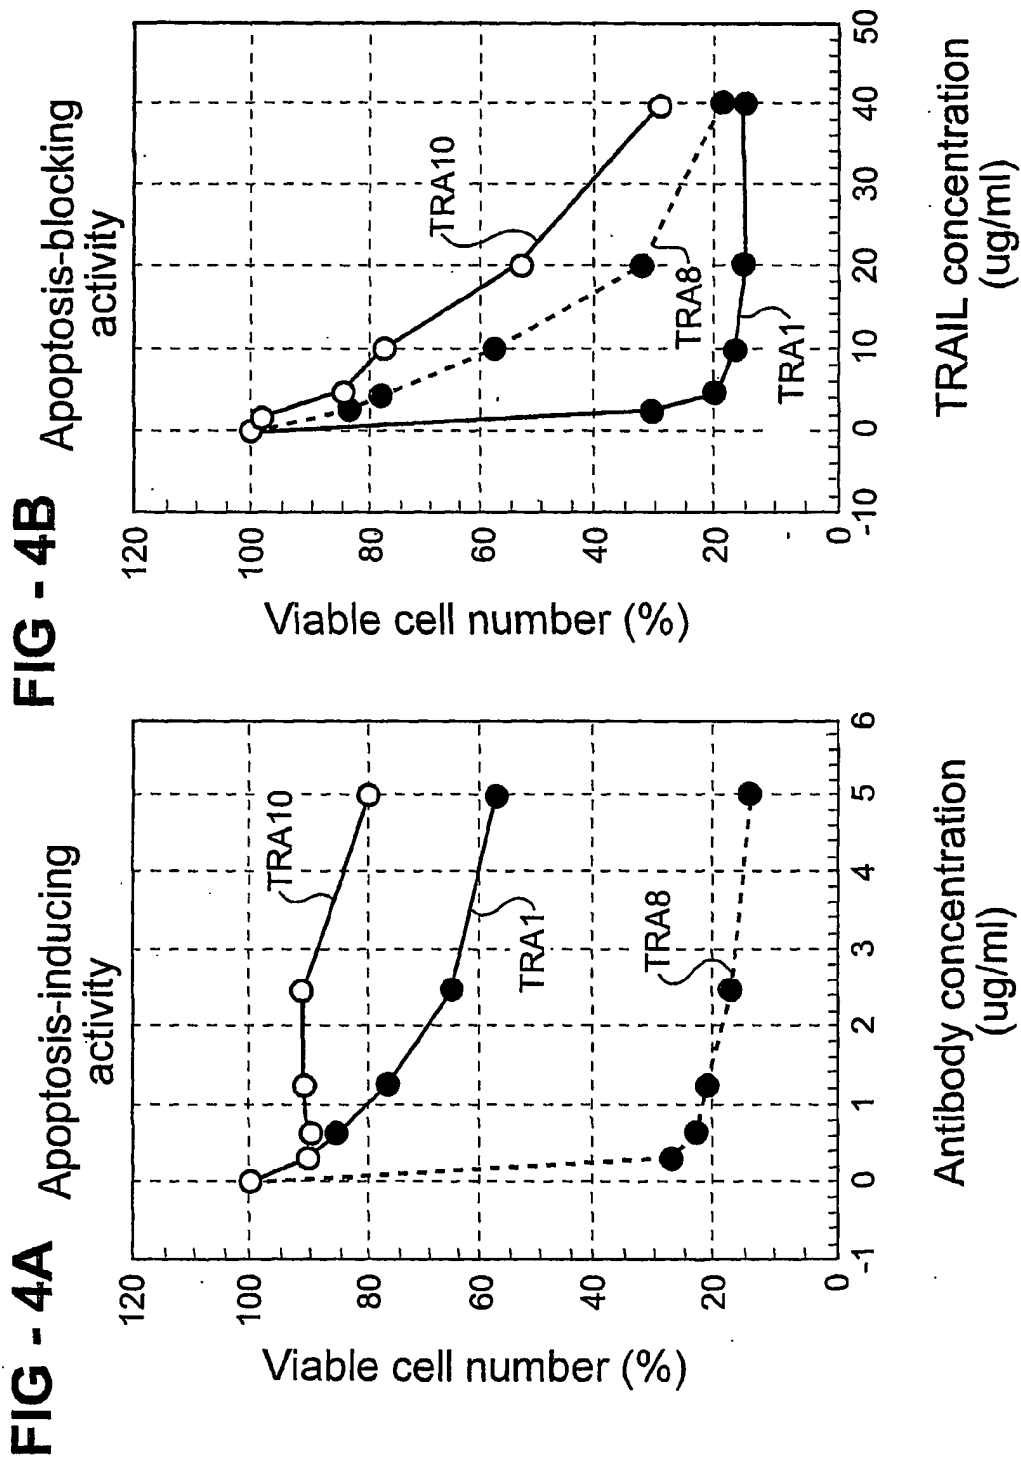 FIG - 4A
Apoptosis-inducing
activity
Viable cell number (%)
120
100
80
60
40
20
0
-1
0
1
2
3
4
5
6
TRA10
TRA1
TRA8
Antibody concentration
(ug/ml)
FIG - 4B
Apoptosis-blocking
activity
Viable cell number (%)
120
100
80
60
40
20
0
-10
0
10
20
30
40
50
TRA10
TRA8
TRA1
TRAIL concentration
(ug/ml)